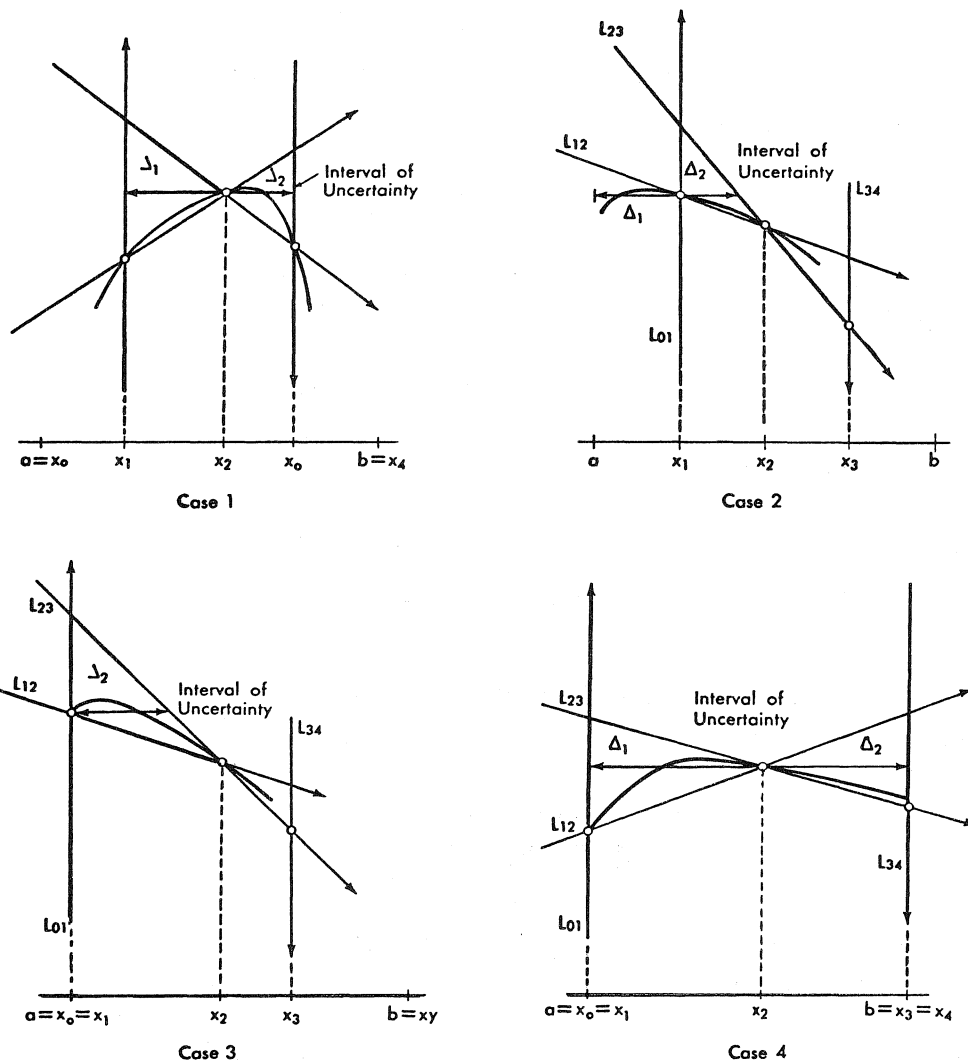 Δ1
Δ2
Interval of
Uncertainty
a=x0
x1
x2
x0
b=x4
Case 1
L23
L12
Δ2
Interval of
Uncertainty
L34
Δ1
L01
a
x1
x2
x3
b
Case 2
L23
L12
Δ2
Interval of
Uncertainty
L34
L01
a=x0=x1
x2
x3
b=xy
Case 3
L23
Interval of
Uncertainty
Δ1
Δ2
L12
L34
L01
a=x0=x1
x2
b=x3=x4
Case 4